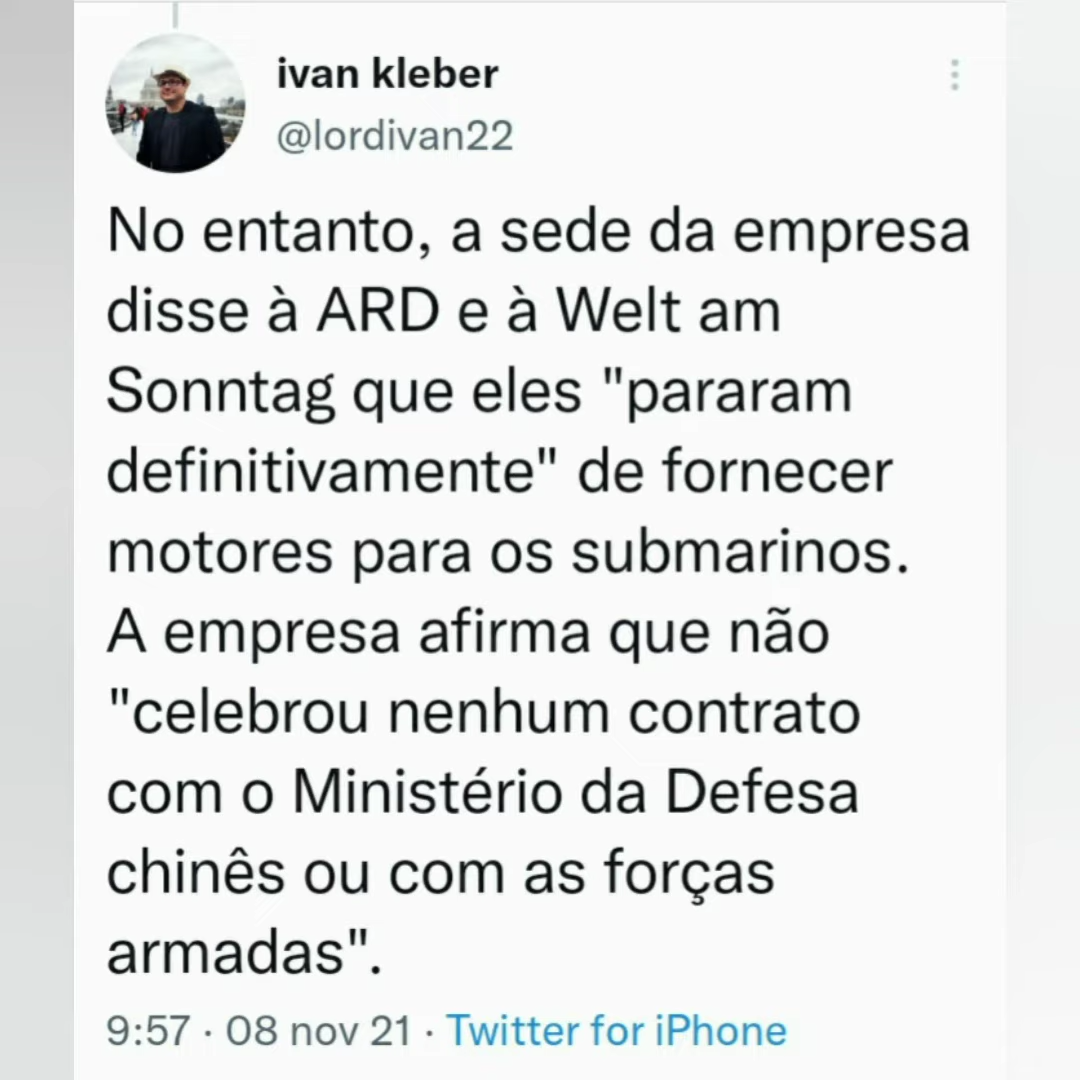 ivan kleber
@lordivan22
No entanto, a sede da empresa
disse à ARD e à Welt am
Sonntag que eles "pararam
definitivamente" de fornecer
motores para os submarinos.
A empresa afirma que não
"celebrou nenhum contrato
com o Ministério da Defesa
chinês ou com as forças
armadas".
9:57 · 08 nov 21 · Twitter for iPhone